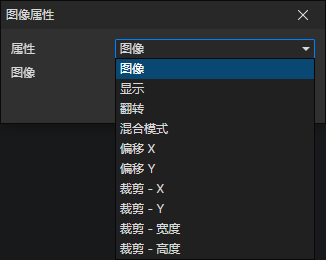 图像属性
属性 图像
图像
图像
显示
翻转
混合模式
偏移 X
偏移 Y
裁剪 - X
裁剪 - Y
裁剪 - 宽度
裁剪 - 高度